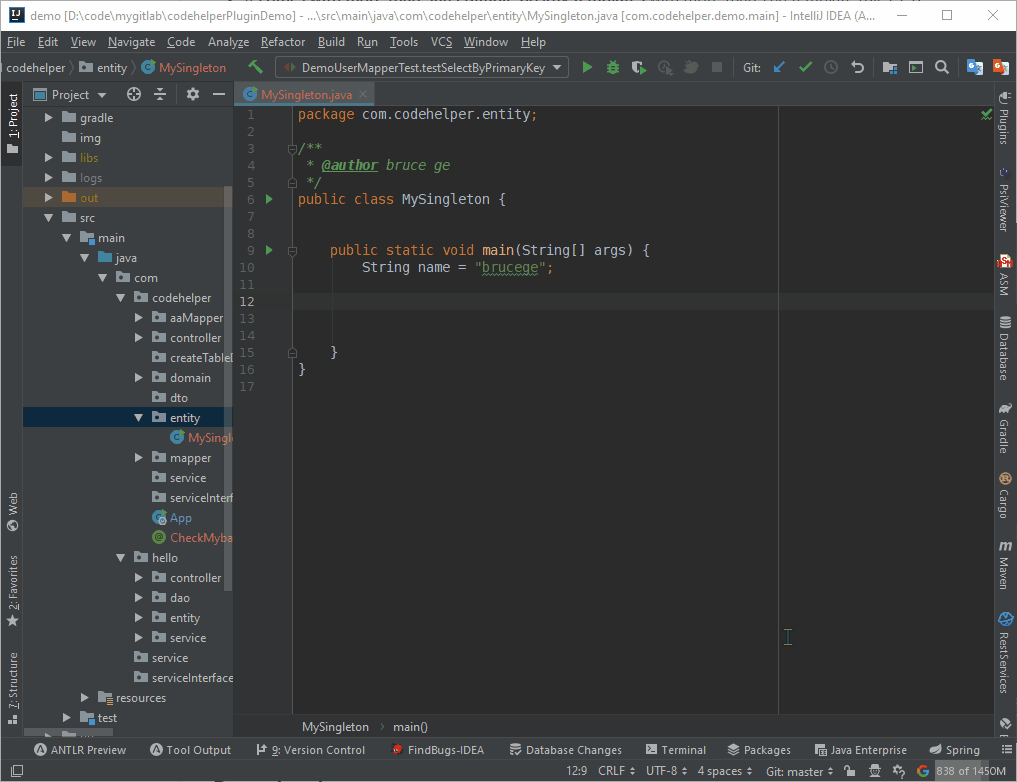 demo [D:\code\mygitlab\codehelperPluginDemo] - ...\src\main\java\com\codehelper\entity\MySingleton.java [com.codehelper.demo.main] - IntelliJ IDEA (A...
File Edit View Navigate Code Analyze Refactor Build Run Tools VCS Window Help
codehelper entity MySingleton DemoUserMapperTest.testSelectByPrimaryKey Git:
1: Project
Project
gradle
img
libs
logs
out
src
main
java
com
codehelper
aaMapper
controller
createTable
domain
dto
entity
MySingl
mapper
service
serviceInterf
App
CheckMyba
hello
controller
dao
entity
service
service
serviceInterface
resources
test
Web
2: Favorites
7: Structure
MySingleton.java
1 package com.codehelper.entity;
2
3 /**
4 * @author bruce ge
5 */
6 public class MySingleton {
7
8
9 public static void main(String[] args) {
10 String name = "brucege";
11
12
13
14
15 }
16 }
17
MySingleton main()
Plugins
PsiViewer
ASM
Database
Gradle
Cargo
Maven
RestServices
ANTLR Preview Tool Output 9: Version Control FindBugs-IDEA Database Changes Terminal Packages Java Enterprise Spring
12:9 CRLF UTF-8 4 spaces Git: master 838 of 1450M